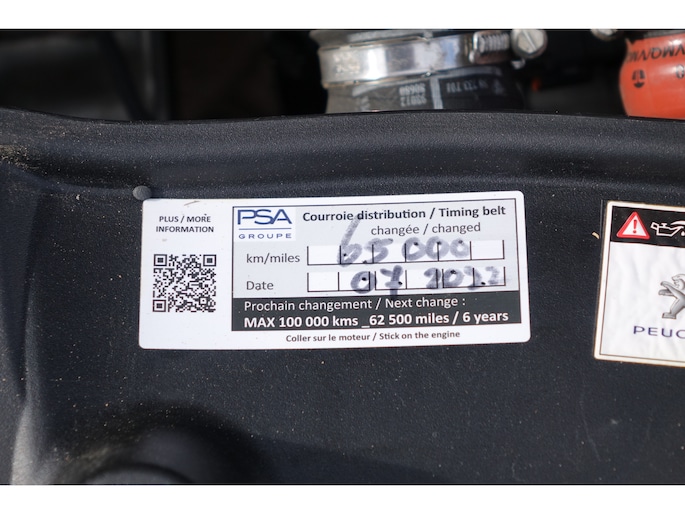 PLUS / MORE
INFORMATION
PSA
GROUPE
Courroie distribution / Timing belt
changée / changed
km/miles 65000
Date 07 2022
Prochain changement / Next change :
MAX 100 000 kms _62 500 miles / 6 years
Coller sur le moteur / Stick on the engine
PEUG